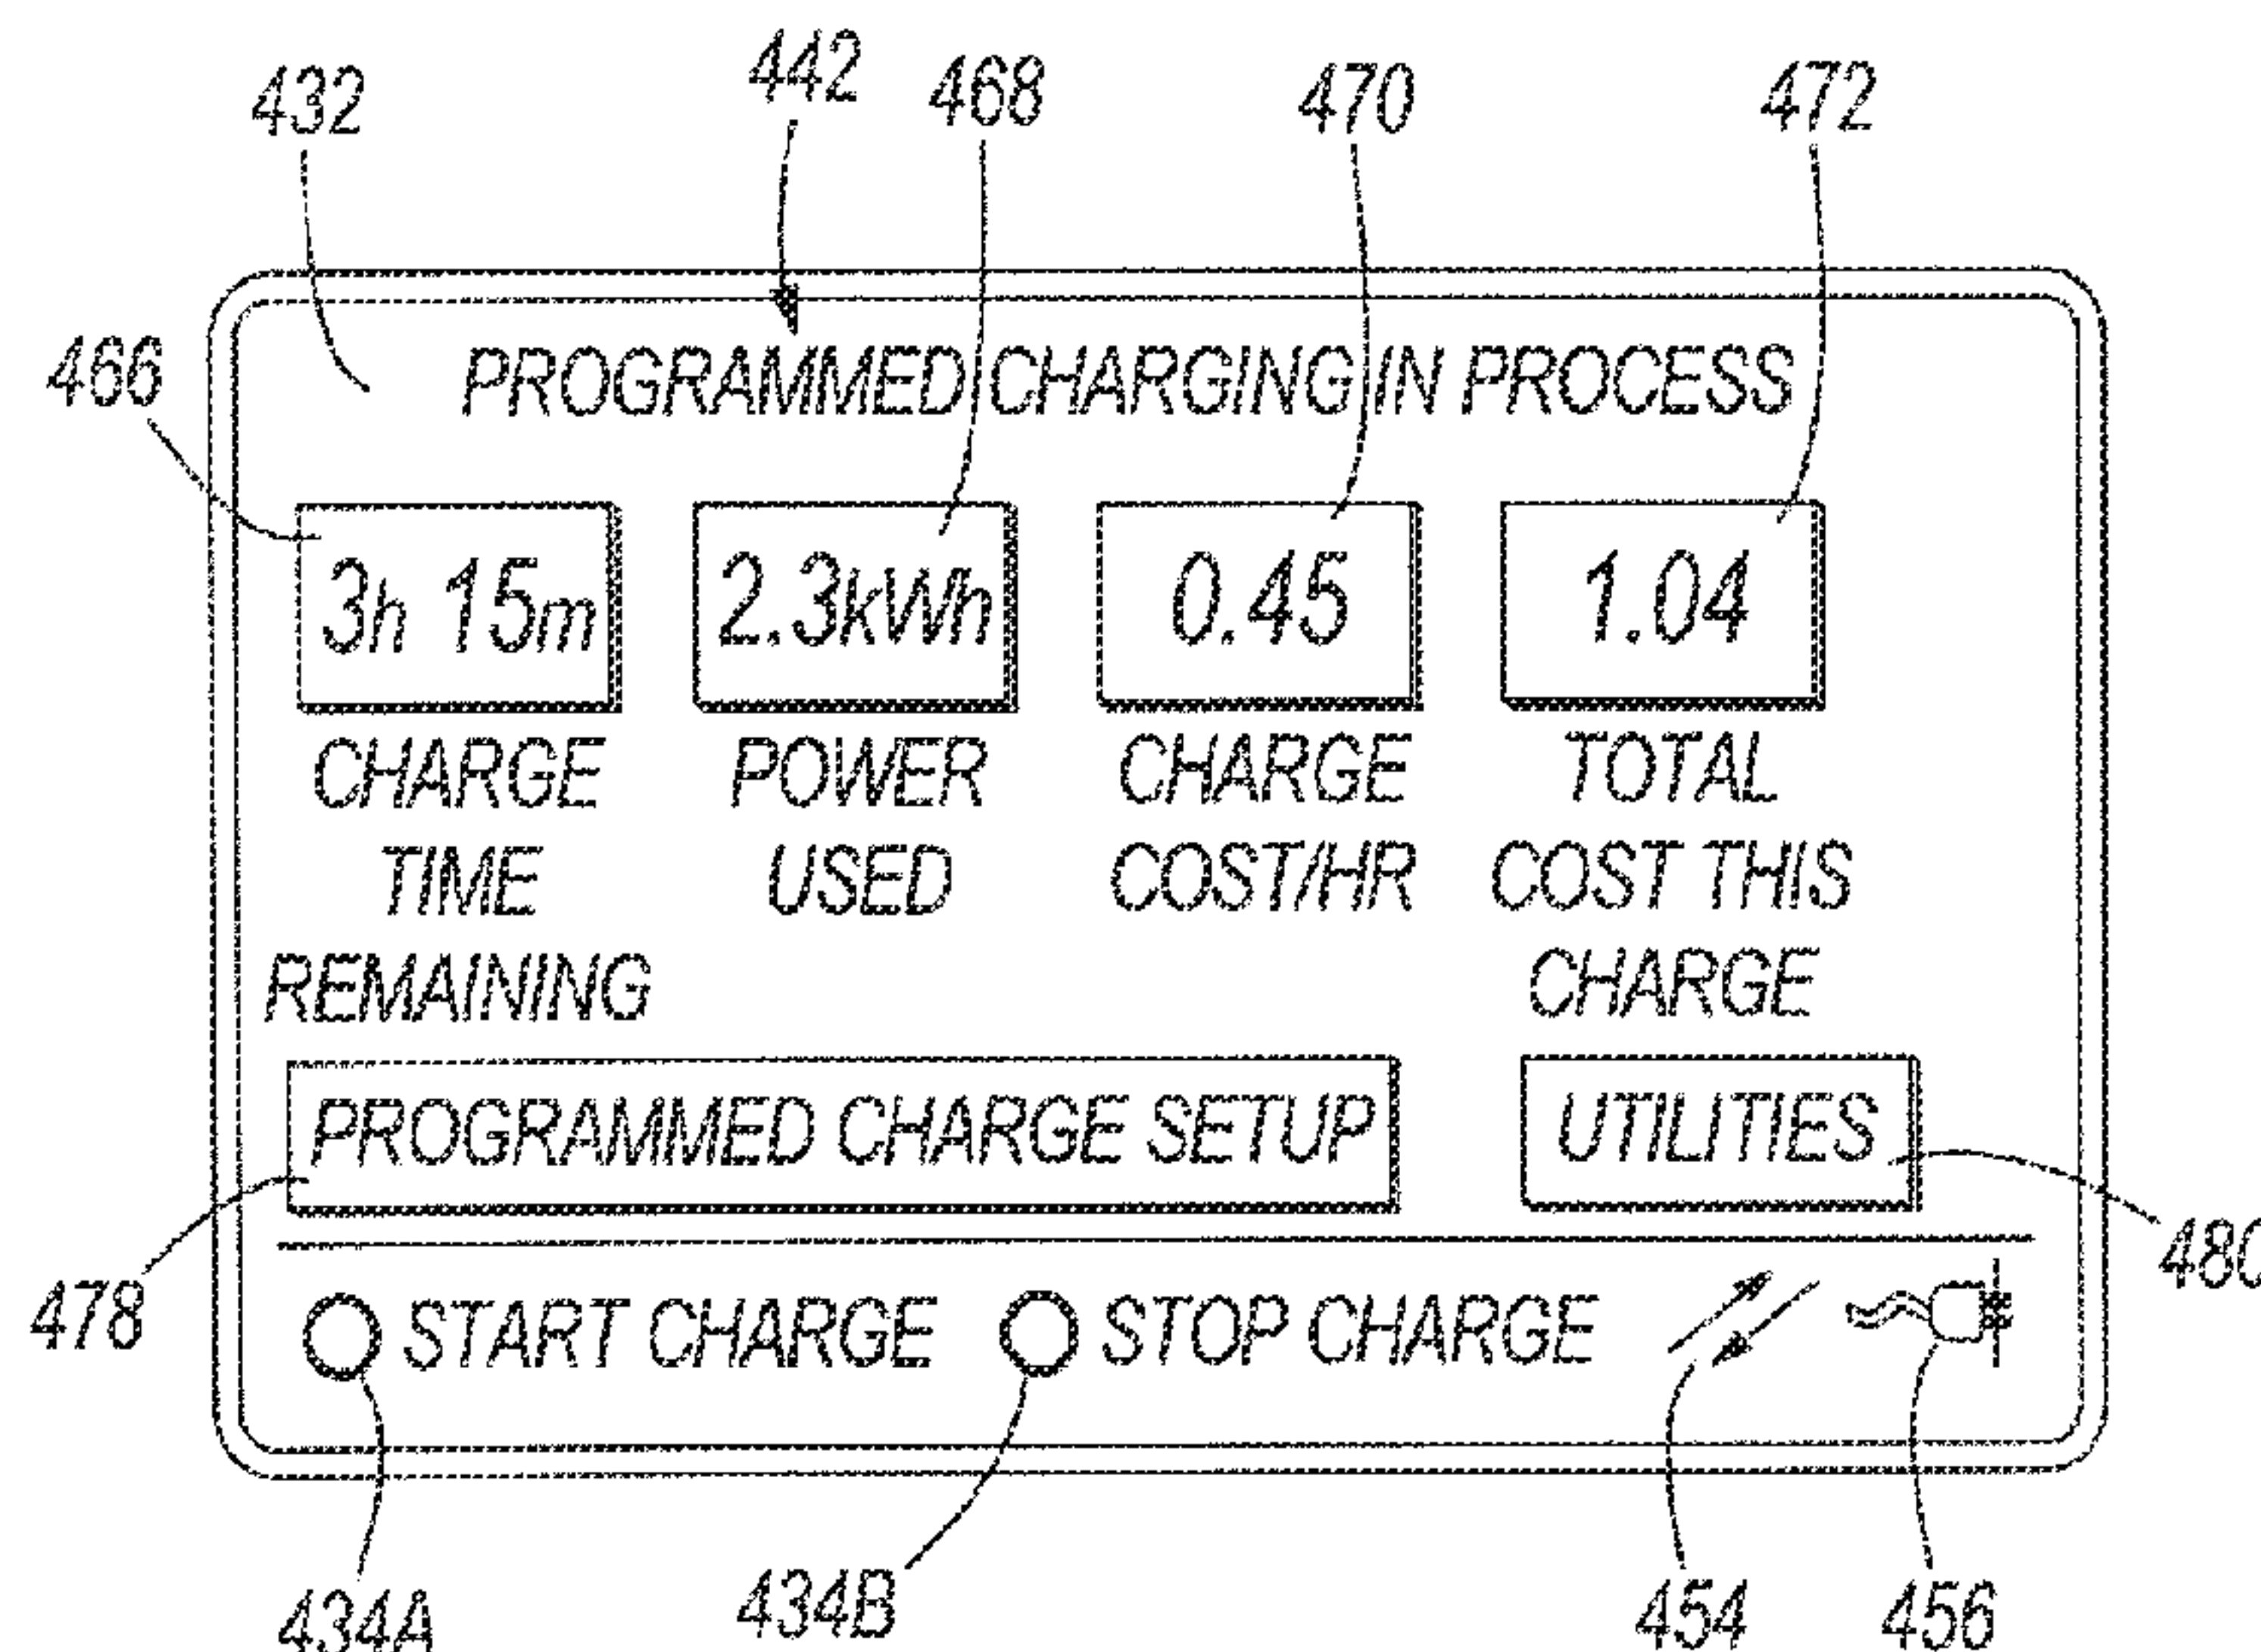 432 442 468 470 472
466
PROGRAMMED CHARGING IN PROCESS
3h 15m 2.3kWh 0.45 1.04
CHARGE POWER CHARGE TOTAL
TIME USED COST/HR COST THIS
REMAINING CHARGE
PROGRAMMED CHARGE SETUP UTILITIES
478 480
START CHARGE STOP CHARGE
434A 434B 454 456